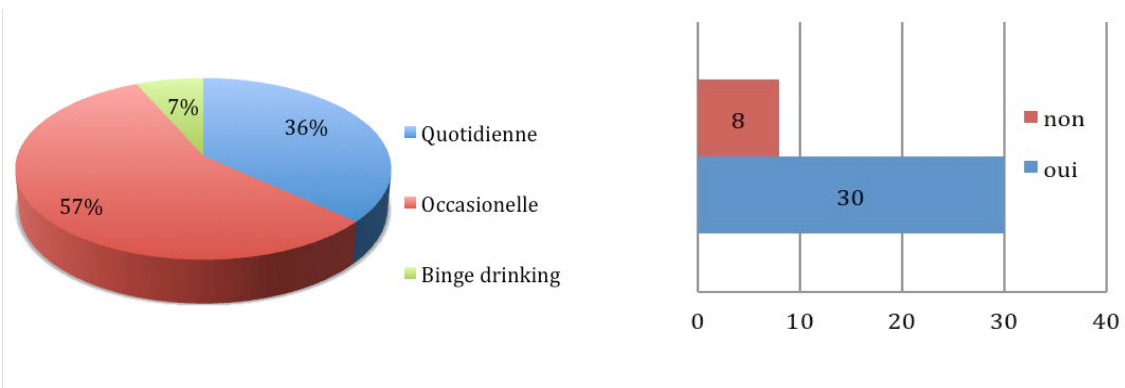 7%
36%
57%
Quotidienne
Occasionelle
Binge drinking
8
30
non
oui
0 10 20 30 40